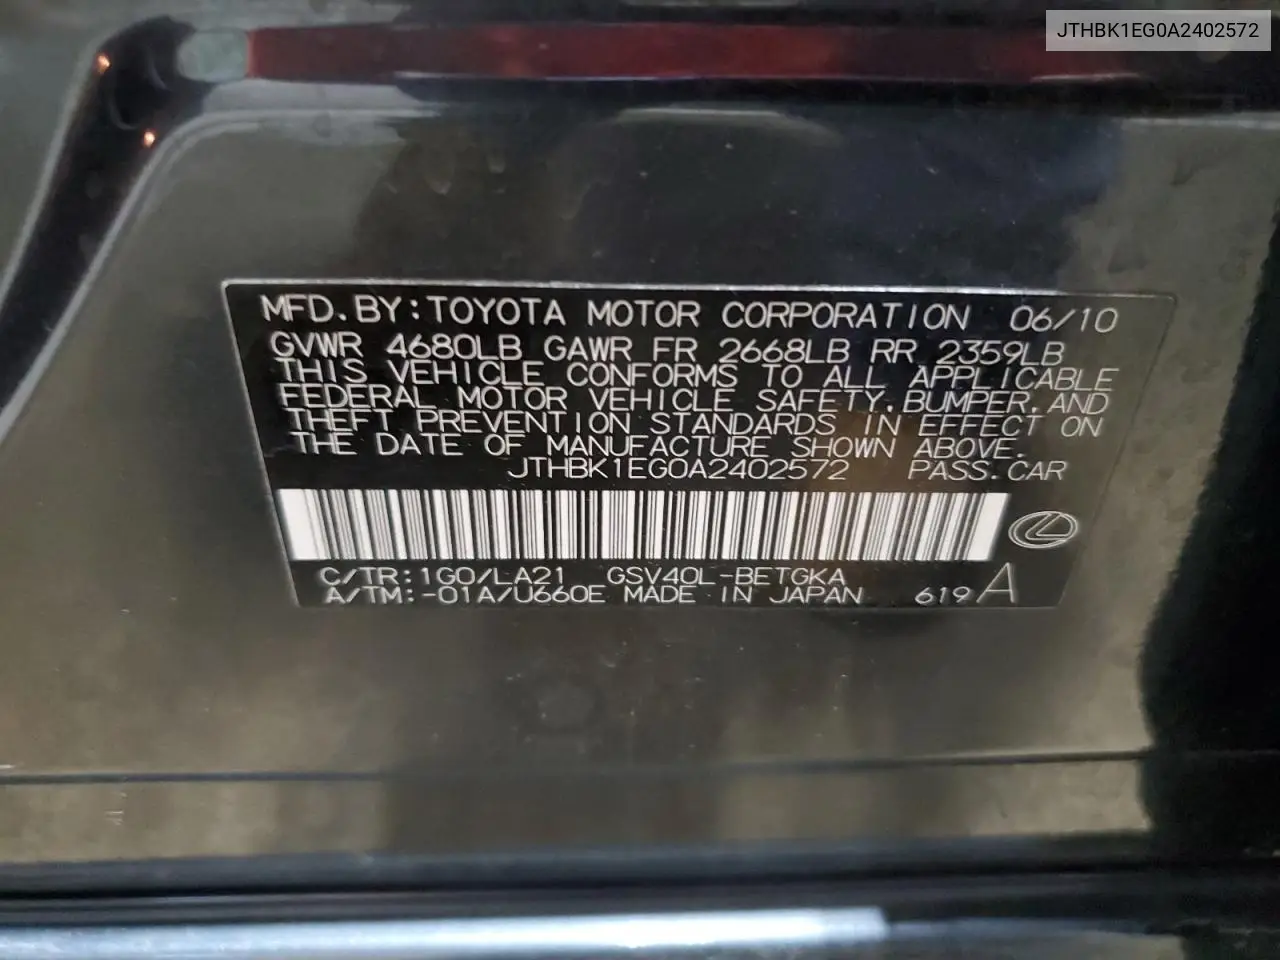 JTHBK1EG0A2402572
MFD. BY: TOYOTA MOTOR CORPORATION 06/10
GVWR 4680LB GAWR FR 2668LB RR 2359LB
THIS VEHICLE CONFORMS TO ALL APPLICABLE
FEDERAL MOTOR VEHICLE SAFETY, BUMPER, AND
THEFT PREVENTION STANDARDS IN EFFECT ON
THE DATE OF MANUFACTURE SHOWN ABOVE.
JTHBK1EG0A2402572 PASS. CAR
C/TR: 1G0/LA21 GSV40L-BETGKA
A/TM: -01A/U660E MADE IN JAPAN 619 A